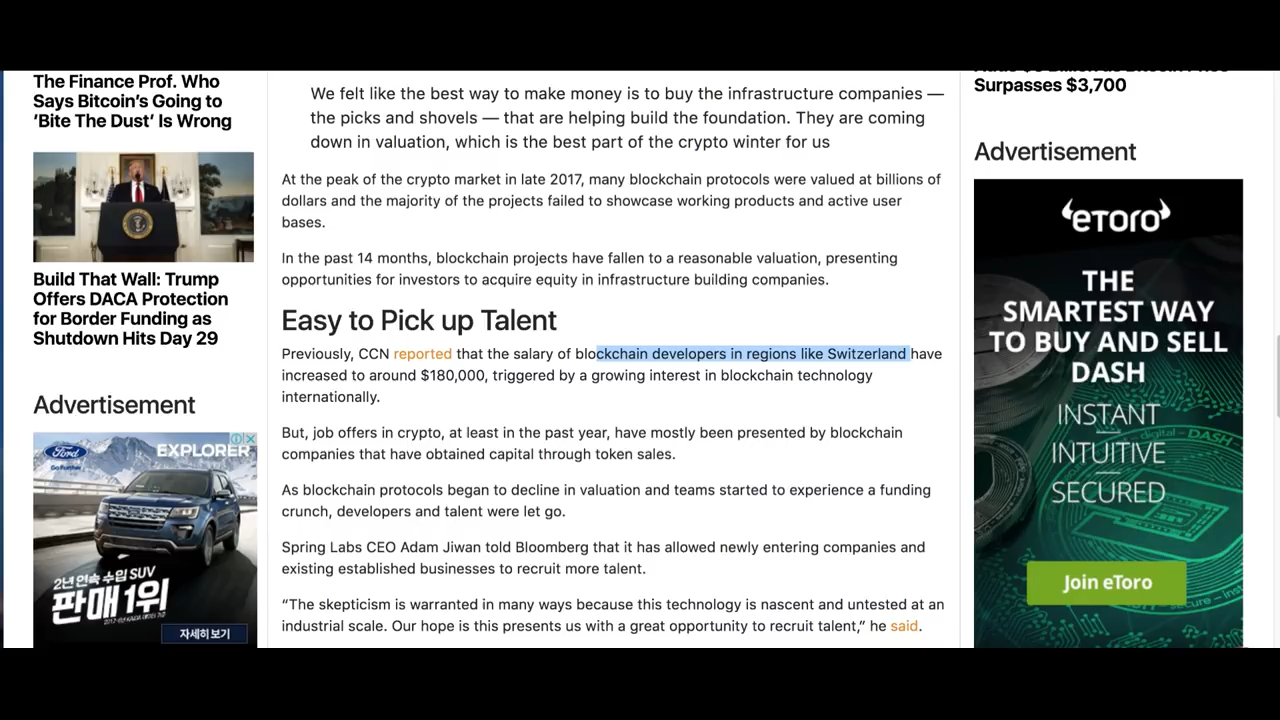 The Finance Prof. Who
Says Bitcoin’s Going to
‘Bite The Dust’ Is Wrong
Build That Wall: Trump
Offers DACA Protection
for Border Funding as
Shutdown Hits Day 29
Advertisement
Ford
Go Further
EXPLORER
2년 연속 수입 SUV
판매 1위
자세히 보기
We felt like the best way to make money is to buy the infrastructure companies —
the picks and shovels — that are helping build the foundation. They are coming
down in valuation, which is the best part of the crypto winter for us
At the peak of the crypto market in late 2017, many blockchain protocols were valued at billions of
dollars and the majority of the projects failed to showcase working products and active user
bases.
In the past 14 months, blockchain projects have fallen to a reasonable valuation, presenting
opportunities for investors to acquire equity in infrastructure building companies.
Easy to Pick up Talent
Previously, CCN reported that the salary of blockchain developers in regions like Switzerland have
increased to around $180,000, triggered by a growing interest in blockchain technology
internationally.
But, job offers in crypto, at least in the past year, have mostly been presented by blockchain
companies that have obtained capital through token sales.
As blockchain protocols began to decline in valuation and teams started to experience a funding
crunch, developers and talent were let go.
Spring Labs CEO Adam Jiwan told Bloomberg that it has allowed newly entering companies and
existing established businesses to recruit more talent.
“The skepticism is warranted in many ways because this technology is nascent and untested at an
industrial scale. Our hope is this presents us with a great opportunity to recruit talent,” he said.
Surpasses $3,700
Advertisement
eToro
THE
SMARTEST WAY
TO BUY AND SELL
DASH
INSTANT
INTUITIVE
SECURED
Join eToro